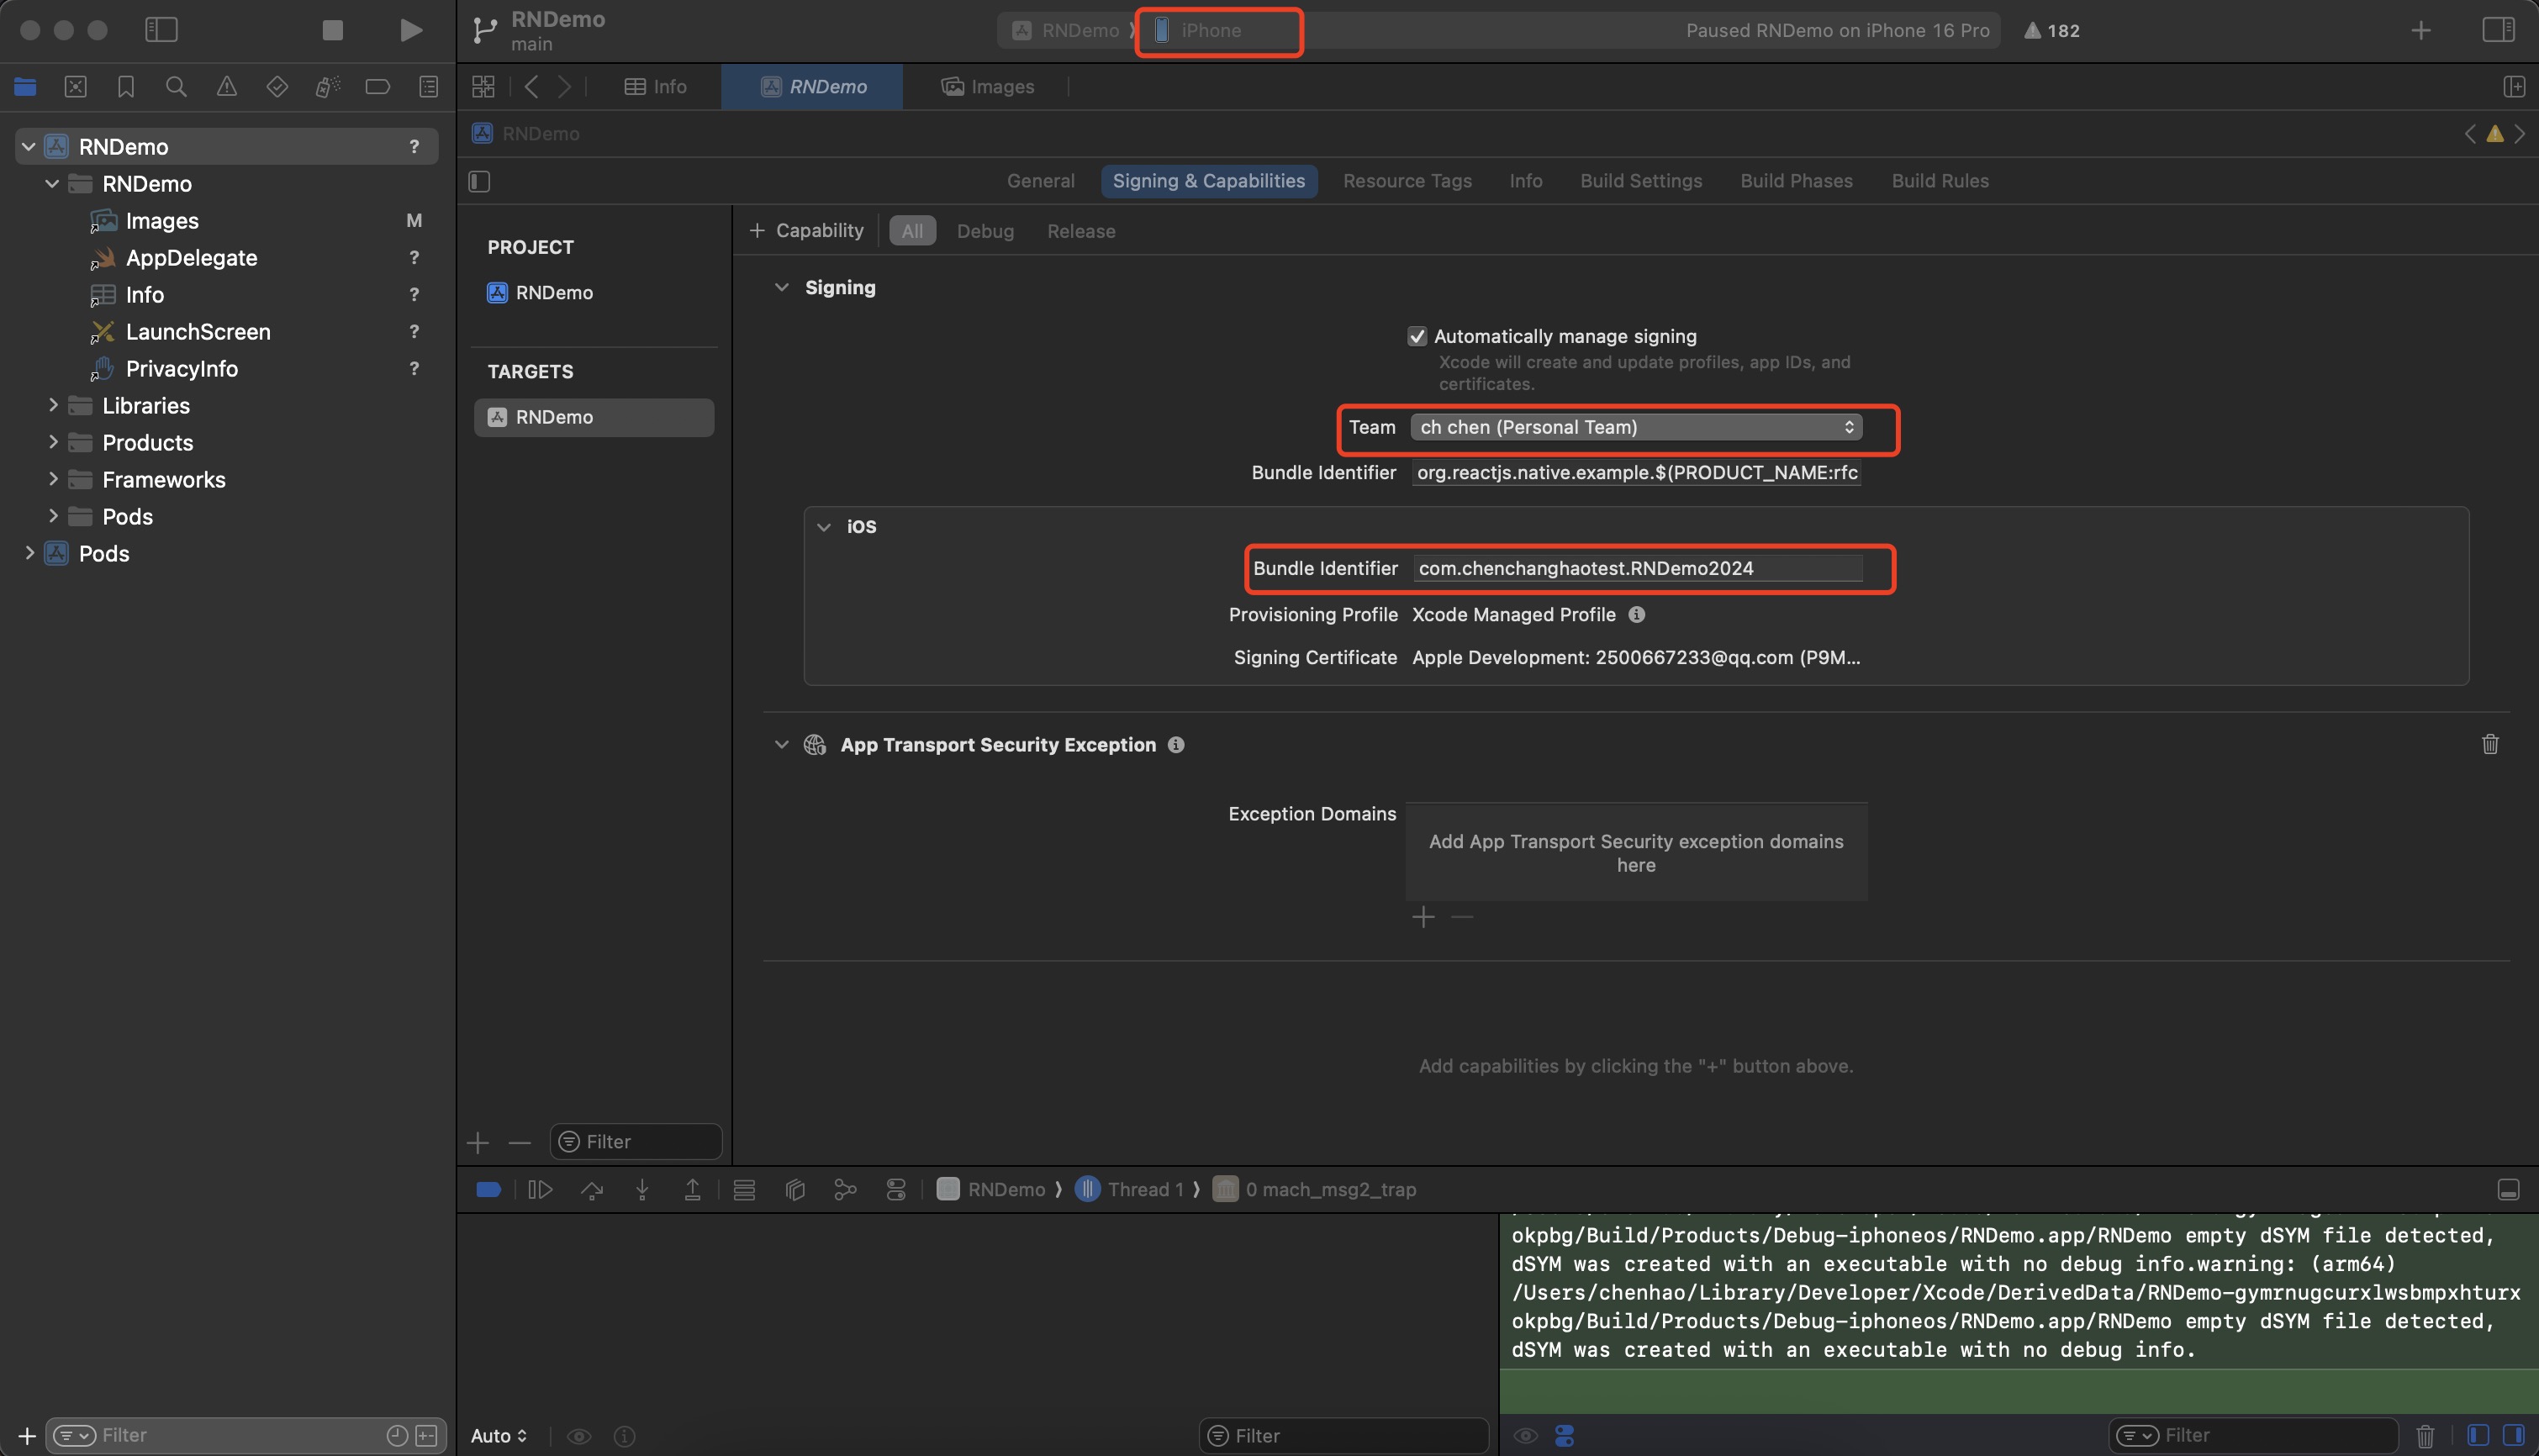 RNDemo
main
RNDemo
iPhone
Paused RNDemo on iPhone 16 Pro
182
Info
RNDemo
Images
RNDemo
General
Signing & Capabilities
Resource Tags
Info
Build Settings
Build Phases
Build Rules
RNDemo ?
RNDemo
Images M
AppDelegate ?
Info ?
LaunchScreen ?
PrivacyInfo ?
Libraries
Products
Frameworks
Pods
Pods
PROJECT
RNDemo
TARGETS
RNDemo
Filter
+ Capability
All
Debug
Release
Signing
Automatically manage signing
Xcode will create and update profiles, app IDs, and
certificates.
Team ch chen (Personal Team)
Bundle Identifier org.reactjs.native.example.$(PRODUCT_NAME:rfc
iOS
Bundle Identifier com.chenchanghaotest.RNDemo2024
Provisioning Profile Xcode Managed Profile
Signing Certificate Apple Development: 2500667233@qq.com (P9M...
App Transport Security Exception
Exception Domains
Add App Transport Security exception domains
here
Add capabilities by clicking the "+" button above.
RNDemo
Thread 1
0 mach_msg2_trap
okpbg/Build/Products/Debug-iphoneos/RNDemo.app/RNDemo empty dSYM file detected,
dSYM was created with an executable with no debug info.warning: (arm64)
/Users/chenhao/Library/Developer/Xcode/DerivedData/RNDemo-gymrnugcurxlwsbmpxhturx
okpbg/Build/Products/Debug-iphoneos/RNDemo.app/RNDemo empty dSYM file detected,
dSYM was created with an executable with no debug info.
Filter
Auto
Filter
Filter